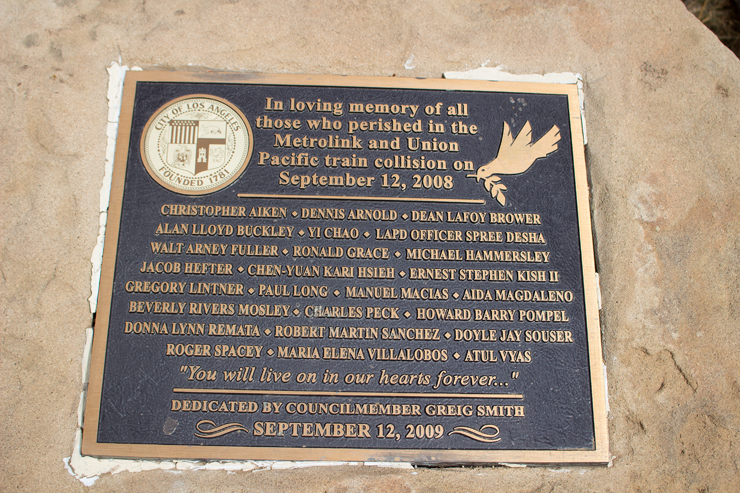 CITY OF LOS ANGELES
FOUNDED 1781
In loving memory of all
those who perished in the
Metrolink and Union
Pacific train collision on
September 12, 2008
CHRISTOPHER AIKEN ⬥ DENNIS ARNOLD ⬥ DEAN LAFOY BROWER
ALAN LLOYD BUCKLEY ⬥ YI CHAO ⬥ LAPD OFFICER SPREE DESHA
WALT ARNEY FULLER ⬥ RONALD GRACE ⬥ MICHAEL HAMMERSLEY
JACOB HEFTER ⬥ CHEN-YUAN KARI HSIEH ⬥ ERNEST STEPHEN KISH II
GREGORY LINTNER ⬥ PAUL LONG ⬥ MANUEL MACIAS ⬥ AIDA MAGDALENO
BEVERLY RIVERS MOSLEY ⬥ CHARLES PECK ⬥ HOWARD BARRY POMPEL
DONNA LYNN REMATA ⬥ ROBERT MARTIN SANCHEZ ⬥ DOYLE JAY SOUSER
ROGER SPACEY ⬥ MARIA ELENA VILLALOBOS ⬥ ATUL VYAS
"You will live on in our hearts forever..."
DEDICATED BY COUNCILMEMBER GREIG SMITH
SEPTEMBER 12, 2009